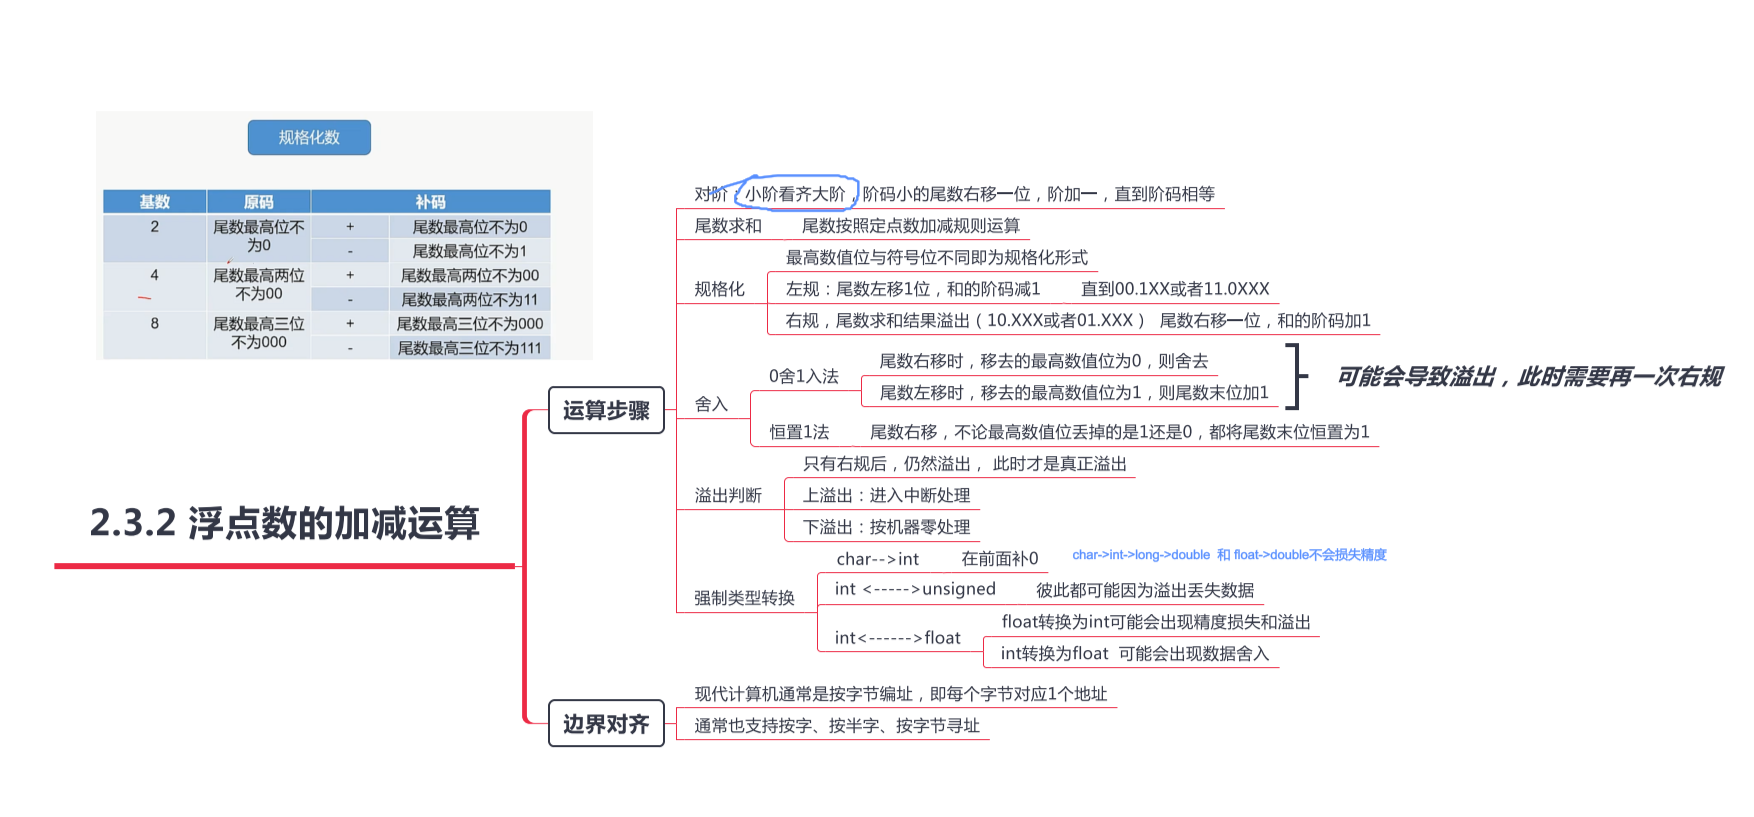 规格化数
基数 原码 补码
2 尾数最高位不为0 + 尾数最高位不为0
- 尾数最高位不为1
4 尾数最高两位不为00 + 尾数最高两位不为00
- 尾数最高两位不为11
8 尾数最高三位不为000 + 尾数最高三位不为000
- 尾数最高三位不为111
2.3.2 浮点数的加减运算
运算步骤
对阶：小阶看齐大阶，阶码小的尾数右移一位，阶加一，直到阶码相等
尾数求和 尾数按照定点数加减规则运算
规格化
最高数值位与符号位不同即为规格化形式
左规：尾数左移1位，和的阶码减1 直到00.1XX或者11.0XXX
右规，尾数求和结果溢出（10.XXX或者01.XXX） 尾数右移一位，和的阶码加1
舍入
0舍1入法
尾数右移时，移去的最高数值位为0，则舍去
尾数左移时，移去的最高数值位为1，则尾数末位加1
可能会导致溢出，此时需要再一次右规
恒置1法 尾数右移，不论最高数值位丢掉的是1还是0，都将尾数末位恒置为1
溢出判断
只有右规后，仍然溢出， 此时才是真正溢出
上溢出：进入中断处理
下溢出：按机器零处理
强制类型转换
char-->int 在前面补0
char->int->long->double 和 float->double不会损失精度
int <----->unsigned 彼此都可能因为溢出丢失数据
int<------>float
float转换为int可能会出现精度损失和溢出
int转换为float 可能会出现数据舍入
边界对齐
现代计算机通常是按字节编址，即每个字节对应1个地址
通常也支持按字、按半字、按字节寻址